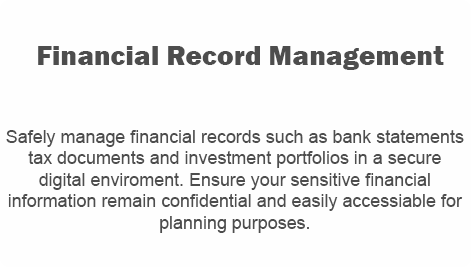 Financial Record Management
Safely manage financial records such as bank statements
tax documents and investment portfolios in a secure
digital enviroment. Ensure your sensitive financial
information remain confidential and easily accessiable for
planning purposes.